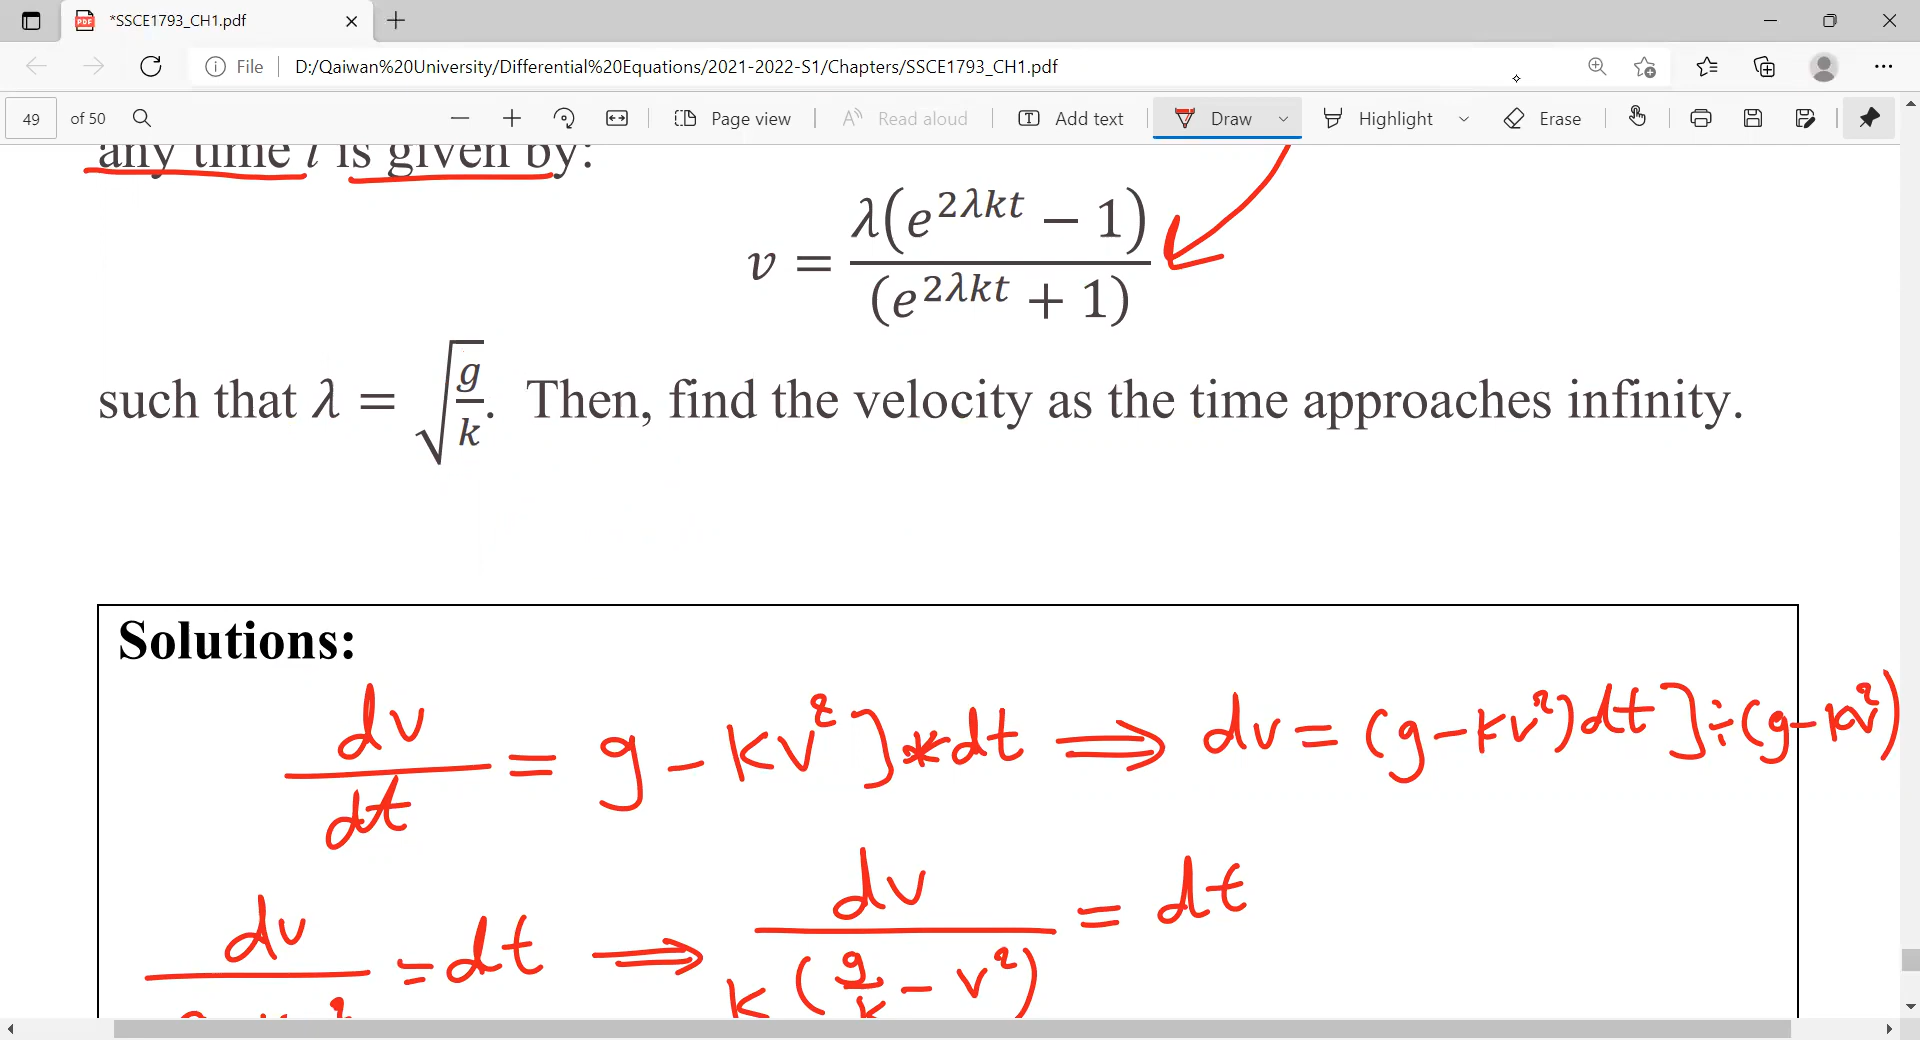 *SSCE1793_CH1.pdf
File D:/Qaiwan%20University/Differential%20Equations/2021-2022-S1/Chapters/SSCE1793_CH1.pdf
49 of 50 Page view Read aloud Add text Draw Highlight Erase
any time t is given by:
v = λ(e^{2λkt} − 1) / (e^{2λkt} + 1)
such that λ = √(g/k). Then, find the velocity as the time approaches infinity.
Solutions:
dv/dt = g − kv²] * dt ⟹ dv = (g − kv²)dt] ÷ (g − kv²)
dv/ = dt ⟹ dv / k(g/k − v²) = dt